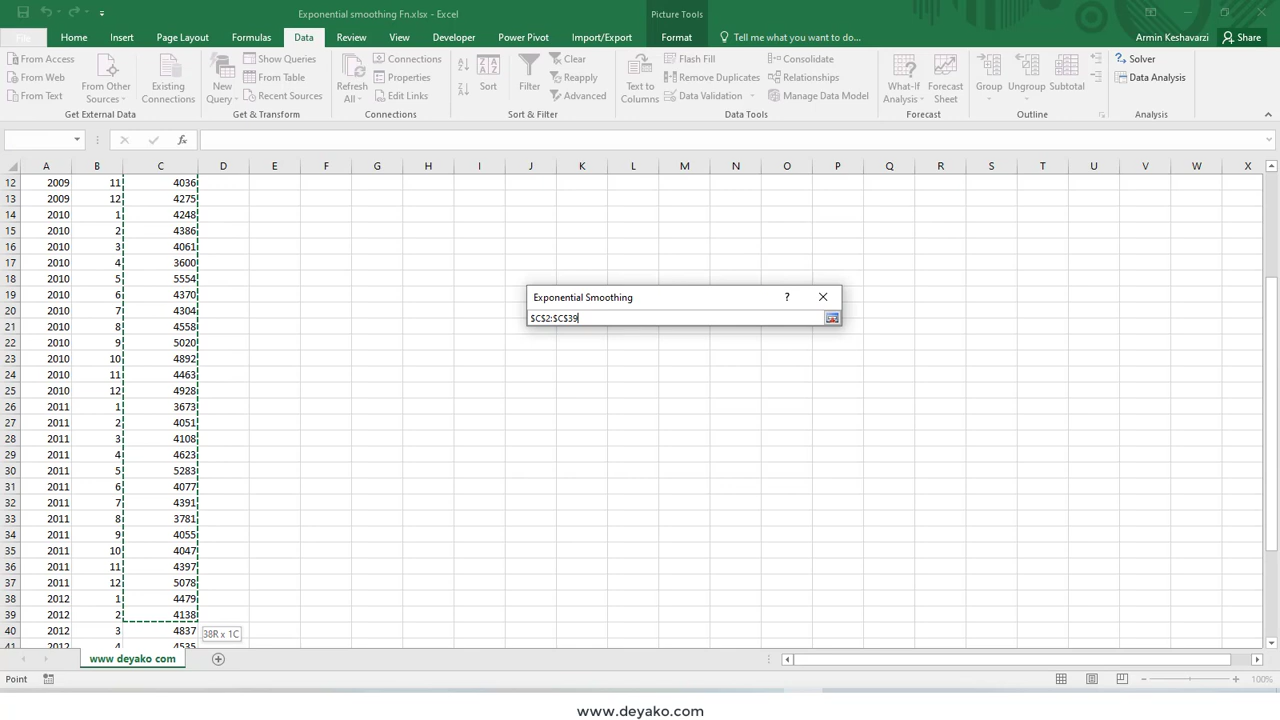 Exponential smoothing Fn.xlsx - Excel
Picture Tools
File Home Insert Page Layout Formulas Data Review View Developer Power Pivot Import/Export Format Tell me what you want to do... Armin Keshavarzi Share
From Access
From Web
From Text
From Other Sources
Existing Connections
Get External Data
New Query
Show Queries
From Table
Recent Sources
Get & Transform
Refresh All
Connections
Properties
Edit Links
Connections
Sort
Filter
Clear
Reapply
Advanced
Sort & Filter
Text to Columns
Flash Fill
Remove Duplicates
Data Validation
Consolidate
Relationships
Manage Data Model
Data Tools
What-If Analysis
Forecast Sheet
Forecast
Group
Ungroup
Subtotal
Outline
Solver
Data Analysis
Analysis
fx
A B C D E F G H I J K L M N O P Q R S T U V W X
12 2009 11 4036
13 2009 12 4275
14 2010 1 4248
15 2010 2 4386
16 2010 3 4061
17 2010 4 3600
18 2010 5 5554
19 2010 6 4370
20 2010 7 4304
21 2010 8 4558
22 2010 9 5020
23 2010 10 4892
24 2010 11 4463
25 2010 12 4928
26 2011 1 3673
27 2011 2 4051
28 2011 3 4108
29 2011 4 4623
30 2011 5 5283
31 2011 6 4077
32 2011 7 4391
33 2011 8 3781
34 2011 9 4055
35 2011 10 4047
36 2011 11 4397
37 2011 12 5078
38 2012 1 4479
39 2012 2 4138
40 2012 3 4837
41 2012 4 4535
Exponential Smoothing ?
$C$2:$C$39
38R x 1C
www deyako com
Point
100%
www.deyako.com